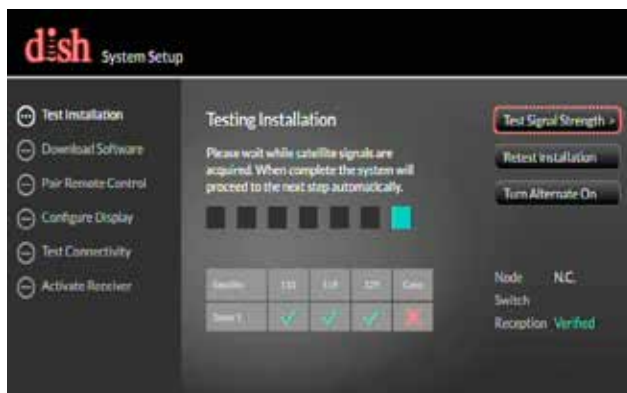 dish System Setup
Test Installation
Download Software
Pair Remote Control
Configure Display
Test Connectivity
Activate Receiver
Testing Installation
Please wait while satellite signals are
acquired. When complete the system will
proceed to the next step automatically.
Satellite 110 119 129
Test Signal Strength >
Retest Installation
Turn Alternate On
Node N.C.
Switch
Reception Verified